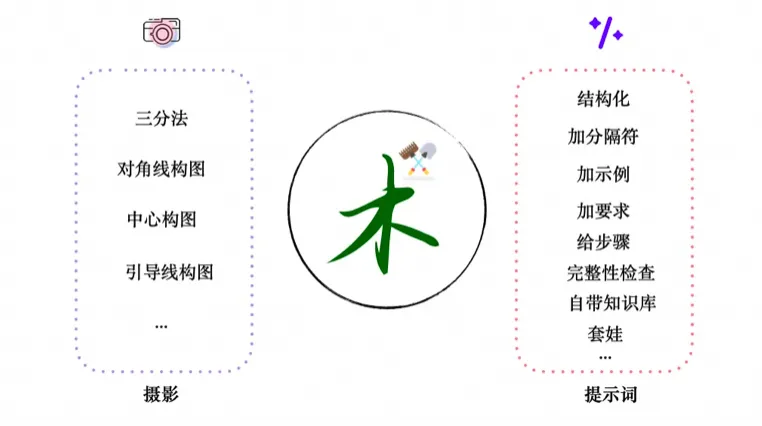 三分法
对角线构图
中心构图
引导线构图
...
摄影
木
结构化
加分隔符
加示例
加要求
给步骤
完整性检查
自带知识库
套娃
...
提示词